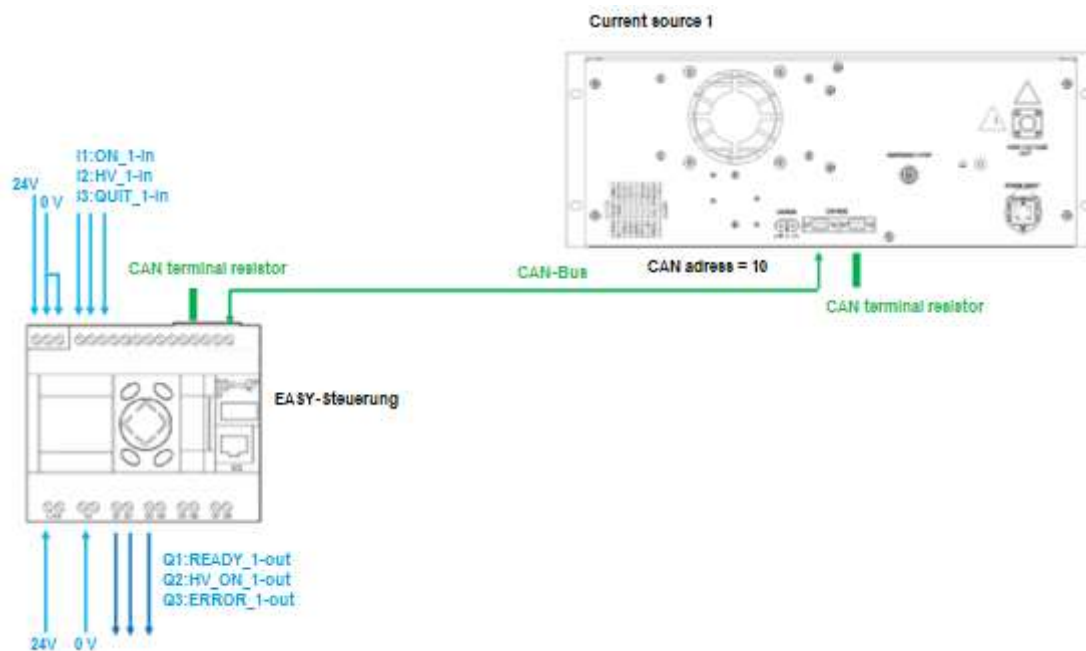 Current source 1
I1:ON_1-in
I2:HV_1-in
I3:QUIT_1-in
24V
0 V
CAN terminal resistor
CAN-Bus
CAN adress = 10
CAN terminal resistor
EASY-Steuerung
Q1:READY_1-out
Q2:HV_ON_1-out
Q3:ERROR_1-out
24V
0 V